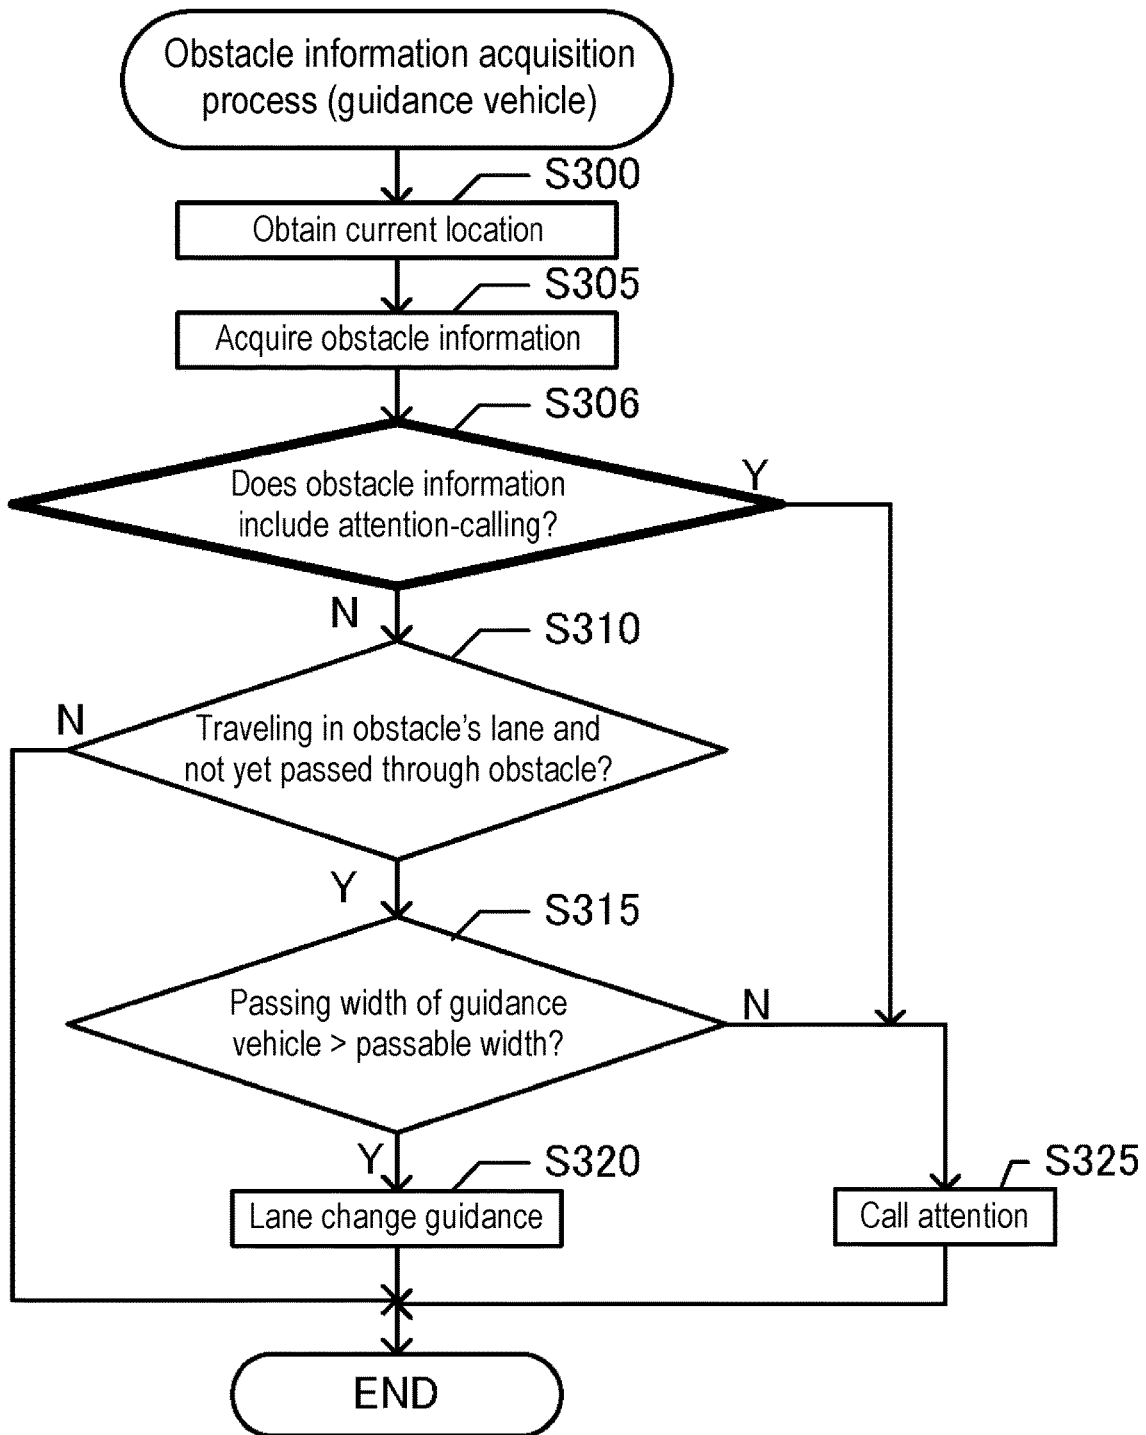 Obstacle information acquisition
process (guidance vehicle)
S300
Obtain current location
S305
Acquire obstacle information
S306
Does obstacle information
include attention-calling?
Y
N
S310
N
Traveling in obstacle’s lane and
not yet passed through obstacle?
Y
S315
Passing width of guidance
vehicle > passable width?
N
Y
S320
Lane change guidance
S325
Call attention
END